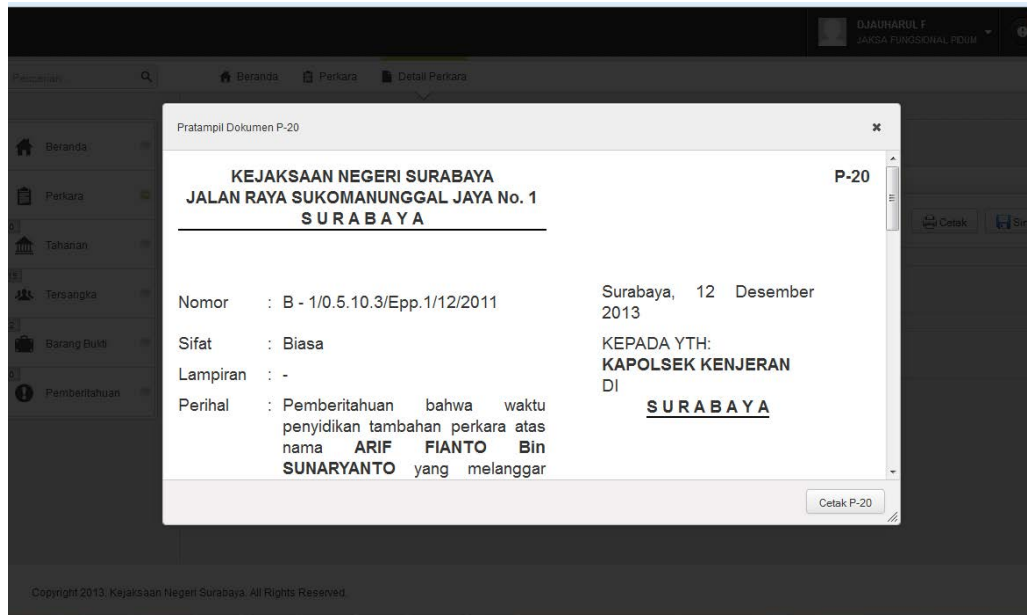 DJAUHARUL F
JAKSA FUNGSIONAL PIDUM
Pencarian...
Beranda
Perkara
Detail Perkara
Beranda
Perkara
Tahanan
Tersangka
Barang Bukti
Pemberitahuan
Cetak
Pratampil Dokumen P-20
KEJAKSAAN NEGERI SURABAYA
P-20
JALAN RAYA SUKOMANUNGGAL JAYA No. 1
S U R A B A Y A
Nomor : B - 1/0.5.10.3/Epp.1/12/2011
Sifat : Biasa
Lampiran : -
Perihal : Pemberitahuan bahwa waktu
penyidikan tambahan perkara atas
nama ARIF FIANTO Bin
SUNARYANTO yang melanggar
Surabaya, 12 Desember
2013
KEPADA YTH:
KAPOLSEK KENJERAN
DI
S U R A B A Y A
Cetak P-20
Copyright 2013. Kejaksaan Negeri Surabaya. All Rights Reserved.